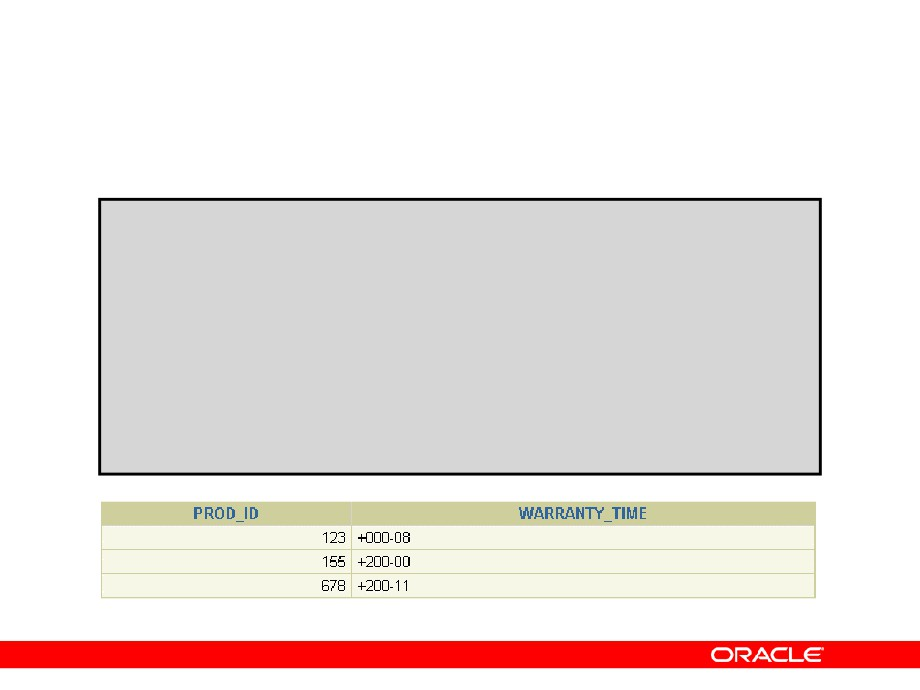 PROD_ID WARRANTY_TIME
123 +000-08
155 +200-00
678 +200-11
ORACLE